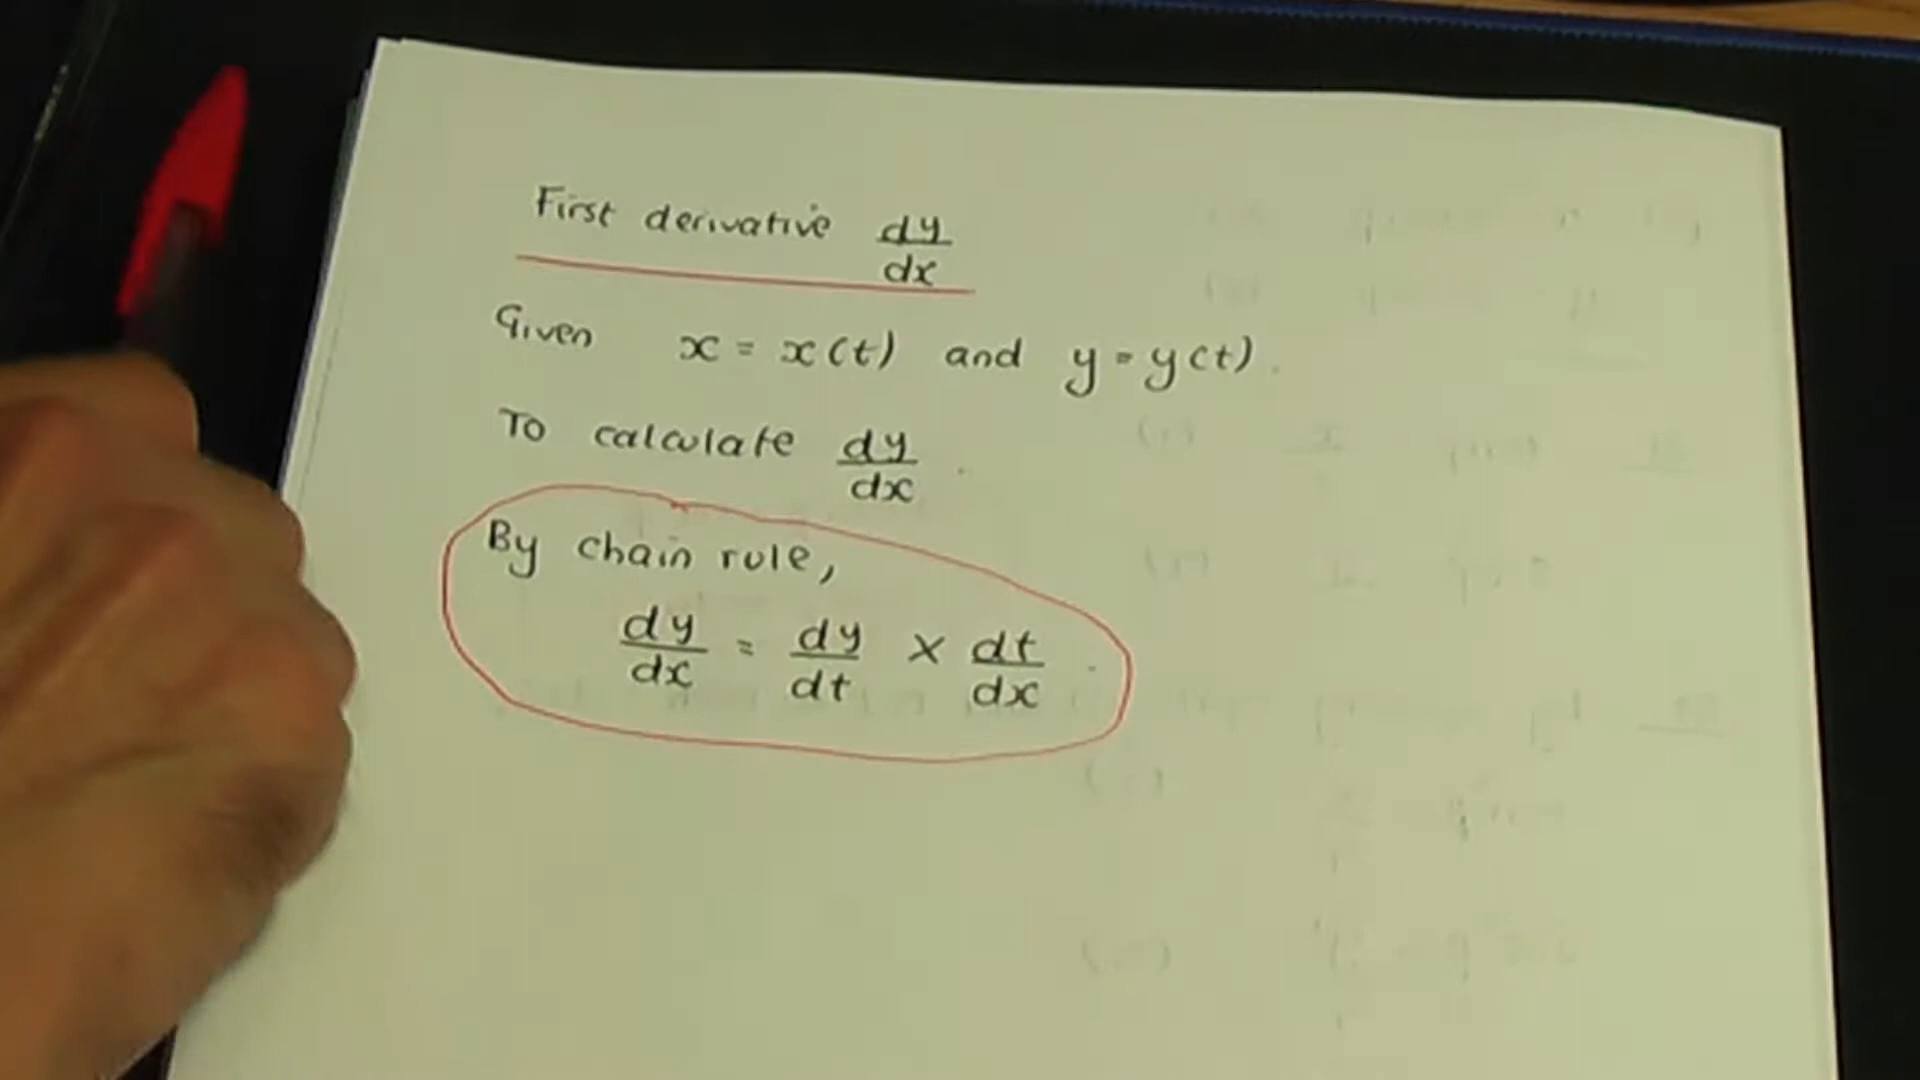 First derivative dy/dx
Given x = x(t) and y = y(t).
To calculate dy/dx.
By chain rule,
dy/dx = dy/dt × dt/dx.